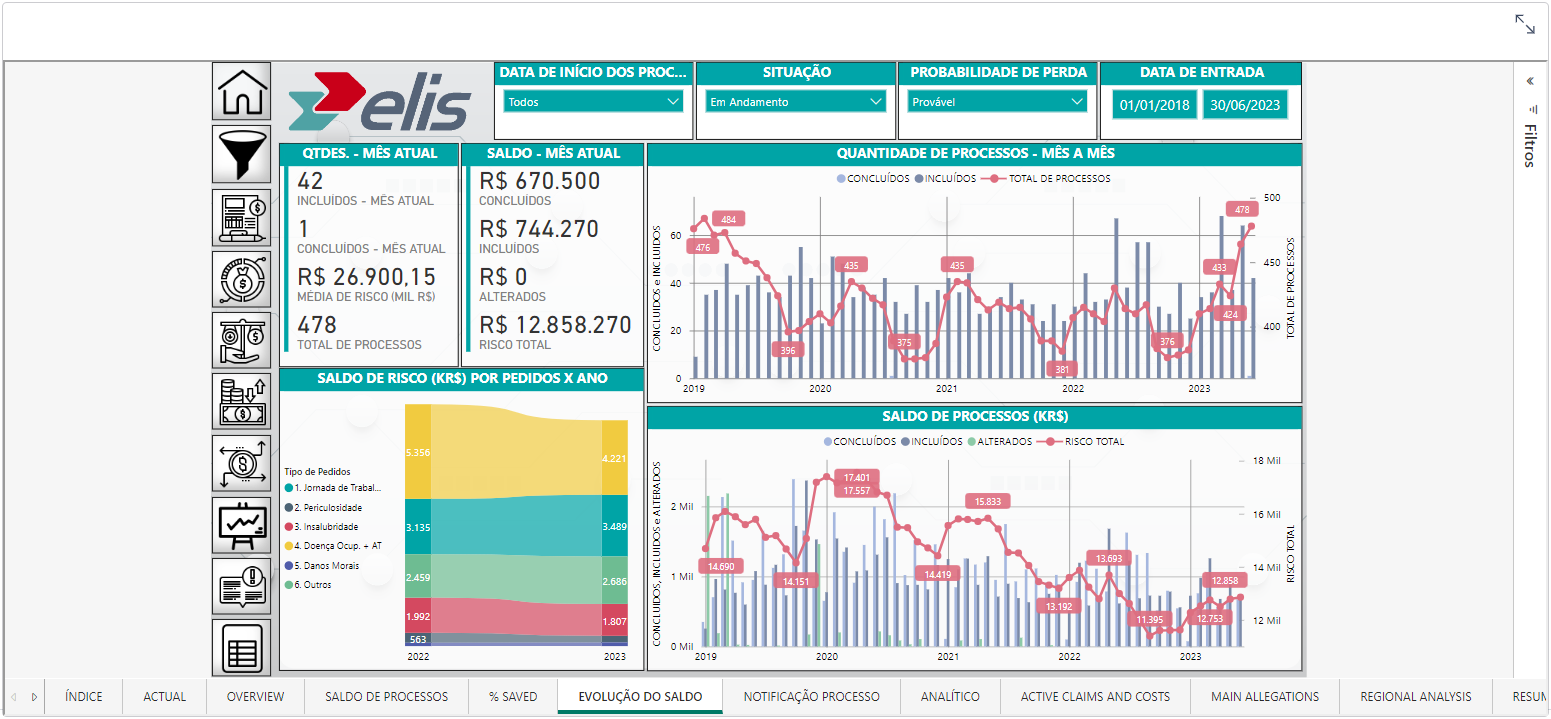 elis
DATA DE INÍCIO DOS PROC...
Todos
SITUAÇÃO
Em Andamento
PROBABILIDADE DE PERDA
Provável
DATA DE ENTRADA
01/01/2018
30/06/2023
Filtros
QTDES. - MÊS ATUAL
42
INCLUÍDOS - MÊS ATUAL
1
CONCLUÍDOS - MÊS ATUAL
R$ 26.900,15
MÉDIA DE RISCO (MIL R$)
478
TOTAL DE PROCESSOS
SALDO - MÊS ATUAL
R$ 670.500
CONCLUÍDOS
R$ 744.270
INCLUÍDOS
R$ 0
ALTERADOS
R$ 12.858.270
RISCO TOTAL
QUANTIDADE DE PROCESSOS - MÊS A MÊS
CONCLUÍDOS INCLUÍDOS TOTAL DE PROCESSOS
CONCLUIDOS e INCLUIDOS
60
40
20
0
476
484
396
435
375
435
381
376
433
424
478
500
450
400
TOTAL DE PROCESSOS
2019 2020 2021 2022 2023
SALDO DE RISCO (KR$) POR PEDIDOS X ANO
Tipo de Pedidos
1. Jornada de Trabal...
2. Periculosidade
3. Insalubridade
4. Doença Ocup. + AT
5. Danos Morais
6. Outros
5.356
3.135
2.459
1.992
563
4.221
3.489
2.686
1.807
2022 2023
SALDO DE PROCESSOS (KR$)
CONCLUÍDOS INCLUÍDOS ALTERADOS RISCO TOTAL
CONCLUIDOS, INCLUIDOS e ALTERADOS
2 Mil
1 Mil
0 Mil
14.690
14.151
17.401
17.557
14.419
15.833
13.192
13.693
11.395
12.753
12.858
18 Mil
16 Mil
14 Mil
12 Mil
RISCO TOTAL
2019 2020 2021 2022 2023
ÍNDICE
ACTUAL
OVERVIEW
SALDO DE PROCESSOS
% SAVED
EVOLUÇÃO DO SALDO
NOTIFICAÇÃO PROCESSO
ANALÍTICO
ACTIVE CLAIMS AND COSTS
MAIN ALLEGATIONS
REGIONAL ANALYSIS
RESUM